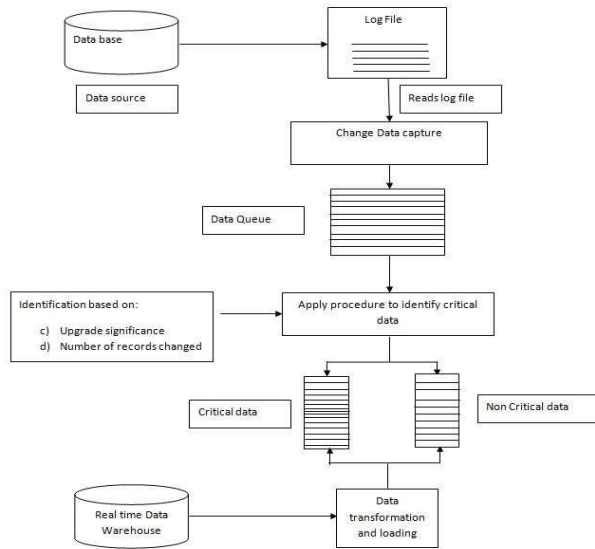 Data base
Log File
Data source
Reads log file
Change Data capture
Data Queue
Identification based on:
c) Upgrade significance
d) Number of records changed
Apply procedure to identify critical
data
Critical data
Non Critical data
Real time Data
Warehouse
Data
transformation
and loading